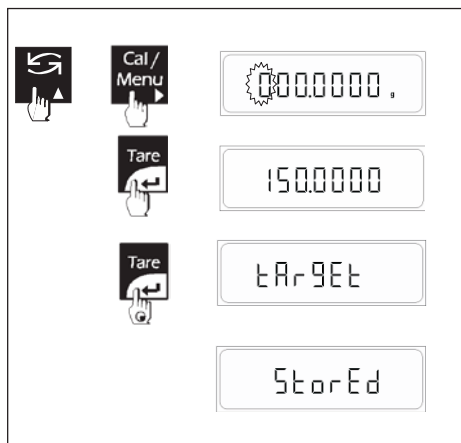 Cal /
Menu
000.0000 g
Tare
150.0000
tArgEt
Tare
StorEd